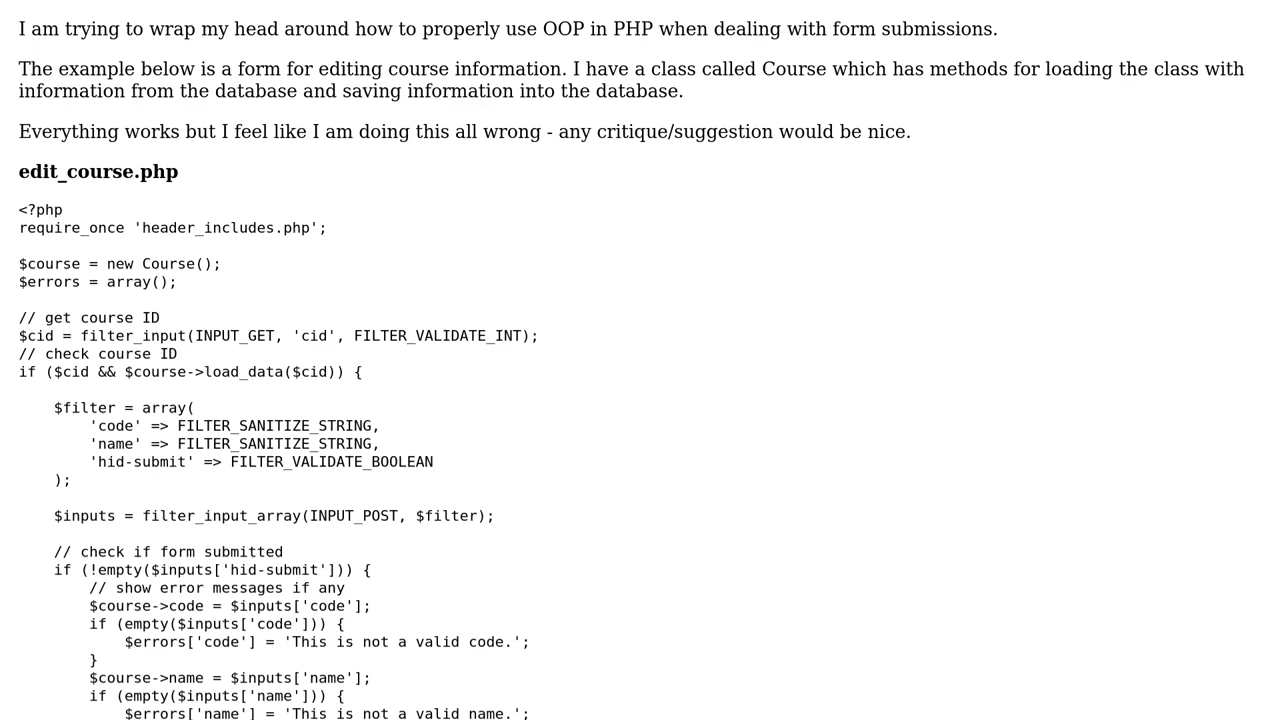 I am trying to wrap my head around how to properly use OOP in PHP when dealing with form submissions.
The example below is a form for editing course information. I have a class called Course which has methods for loading the class with
information from the database and saving information into the database.
Everything works but I feel like I am doing this all wrong - any critique/suggestion would be nice.
edit_course.php
<?php
require_once 'header_includes.php';

$course = new Course();
$errors = array();

// get course ID
$cid = filter_input(INPUT_GET, 'cid', FILTER_VALIDATE_INT);
// check course ID
if ($cid && $course->load_data($cid)) {

    $filter = array(
        'code' => FILTER_SANITIZE_STRING,
        'name' => FILTER_SANITIZE_STRING,
        'hid-submit' => FILTER_VALIDATE_BOOLEAN
    );

    $inputs = filter_input_array(INPUT_POST, $filter);

    // check if form submitted
    if (!empty($inputs['hid-submit'])) {
        // show error messages if any
        $course->code = $inputs['code'];
        if (empty($inputs['code'])) {
            $errors['code'] = 'This is not a valid code.';
        }
        $course->name = $inputs['name'];
        if (empty($inputs['name'])) {
            $errors['name'] = 'This is not a valid name.';